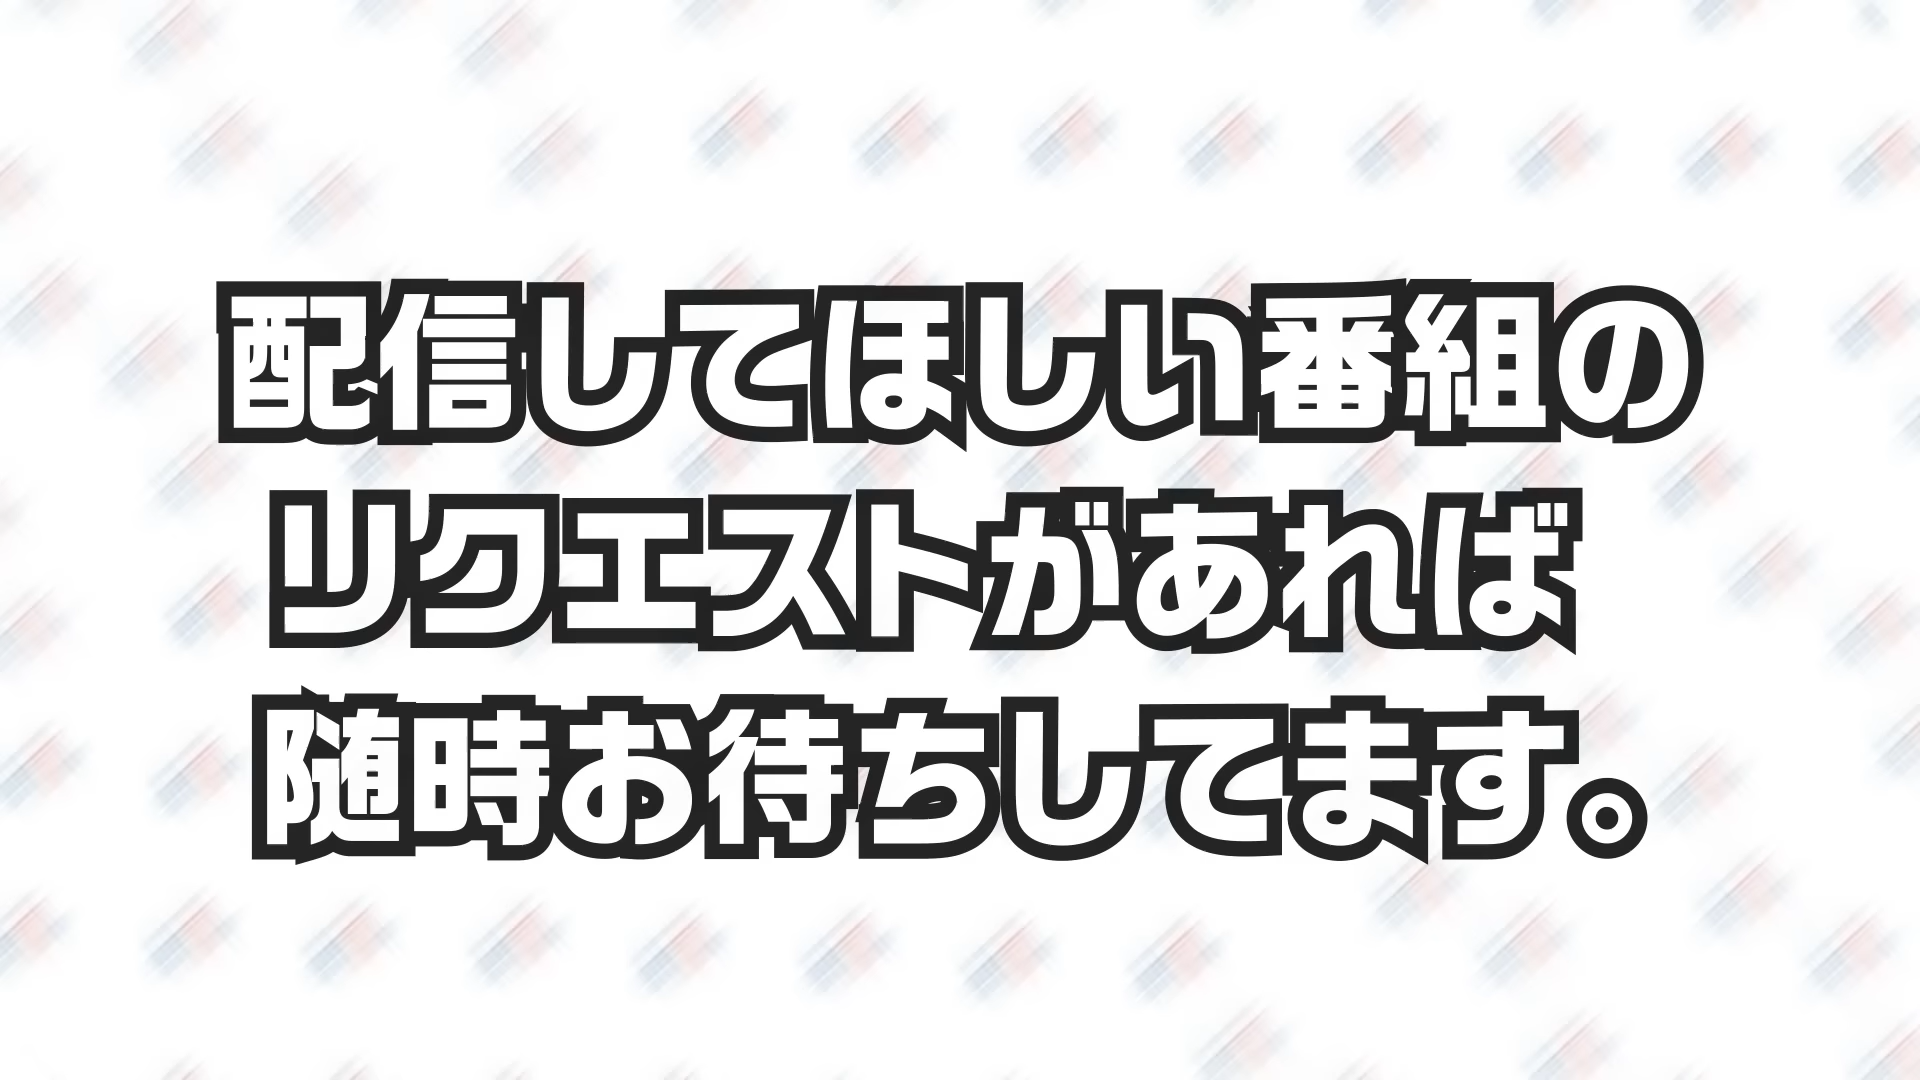 配信してほしい番組の
リクエストがあれば
随時お待ちしてます。